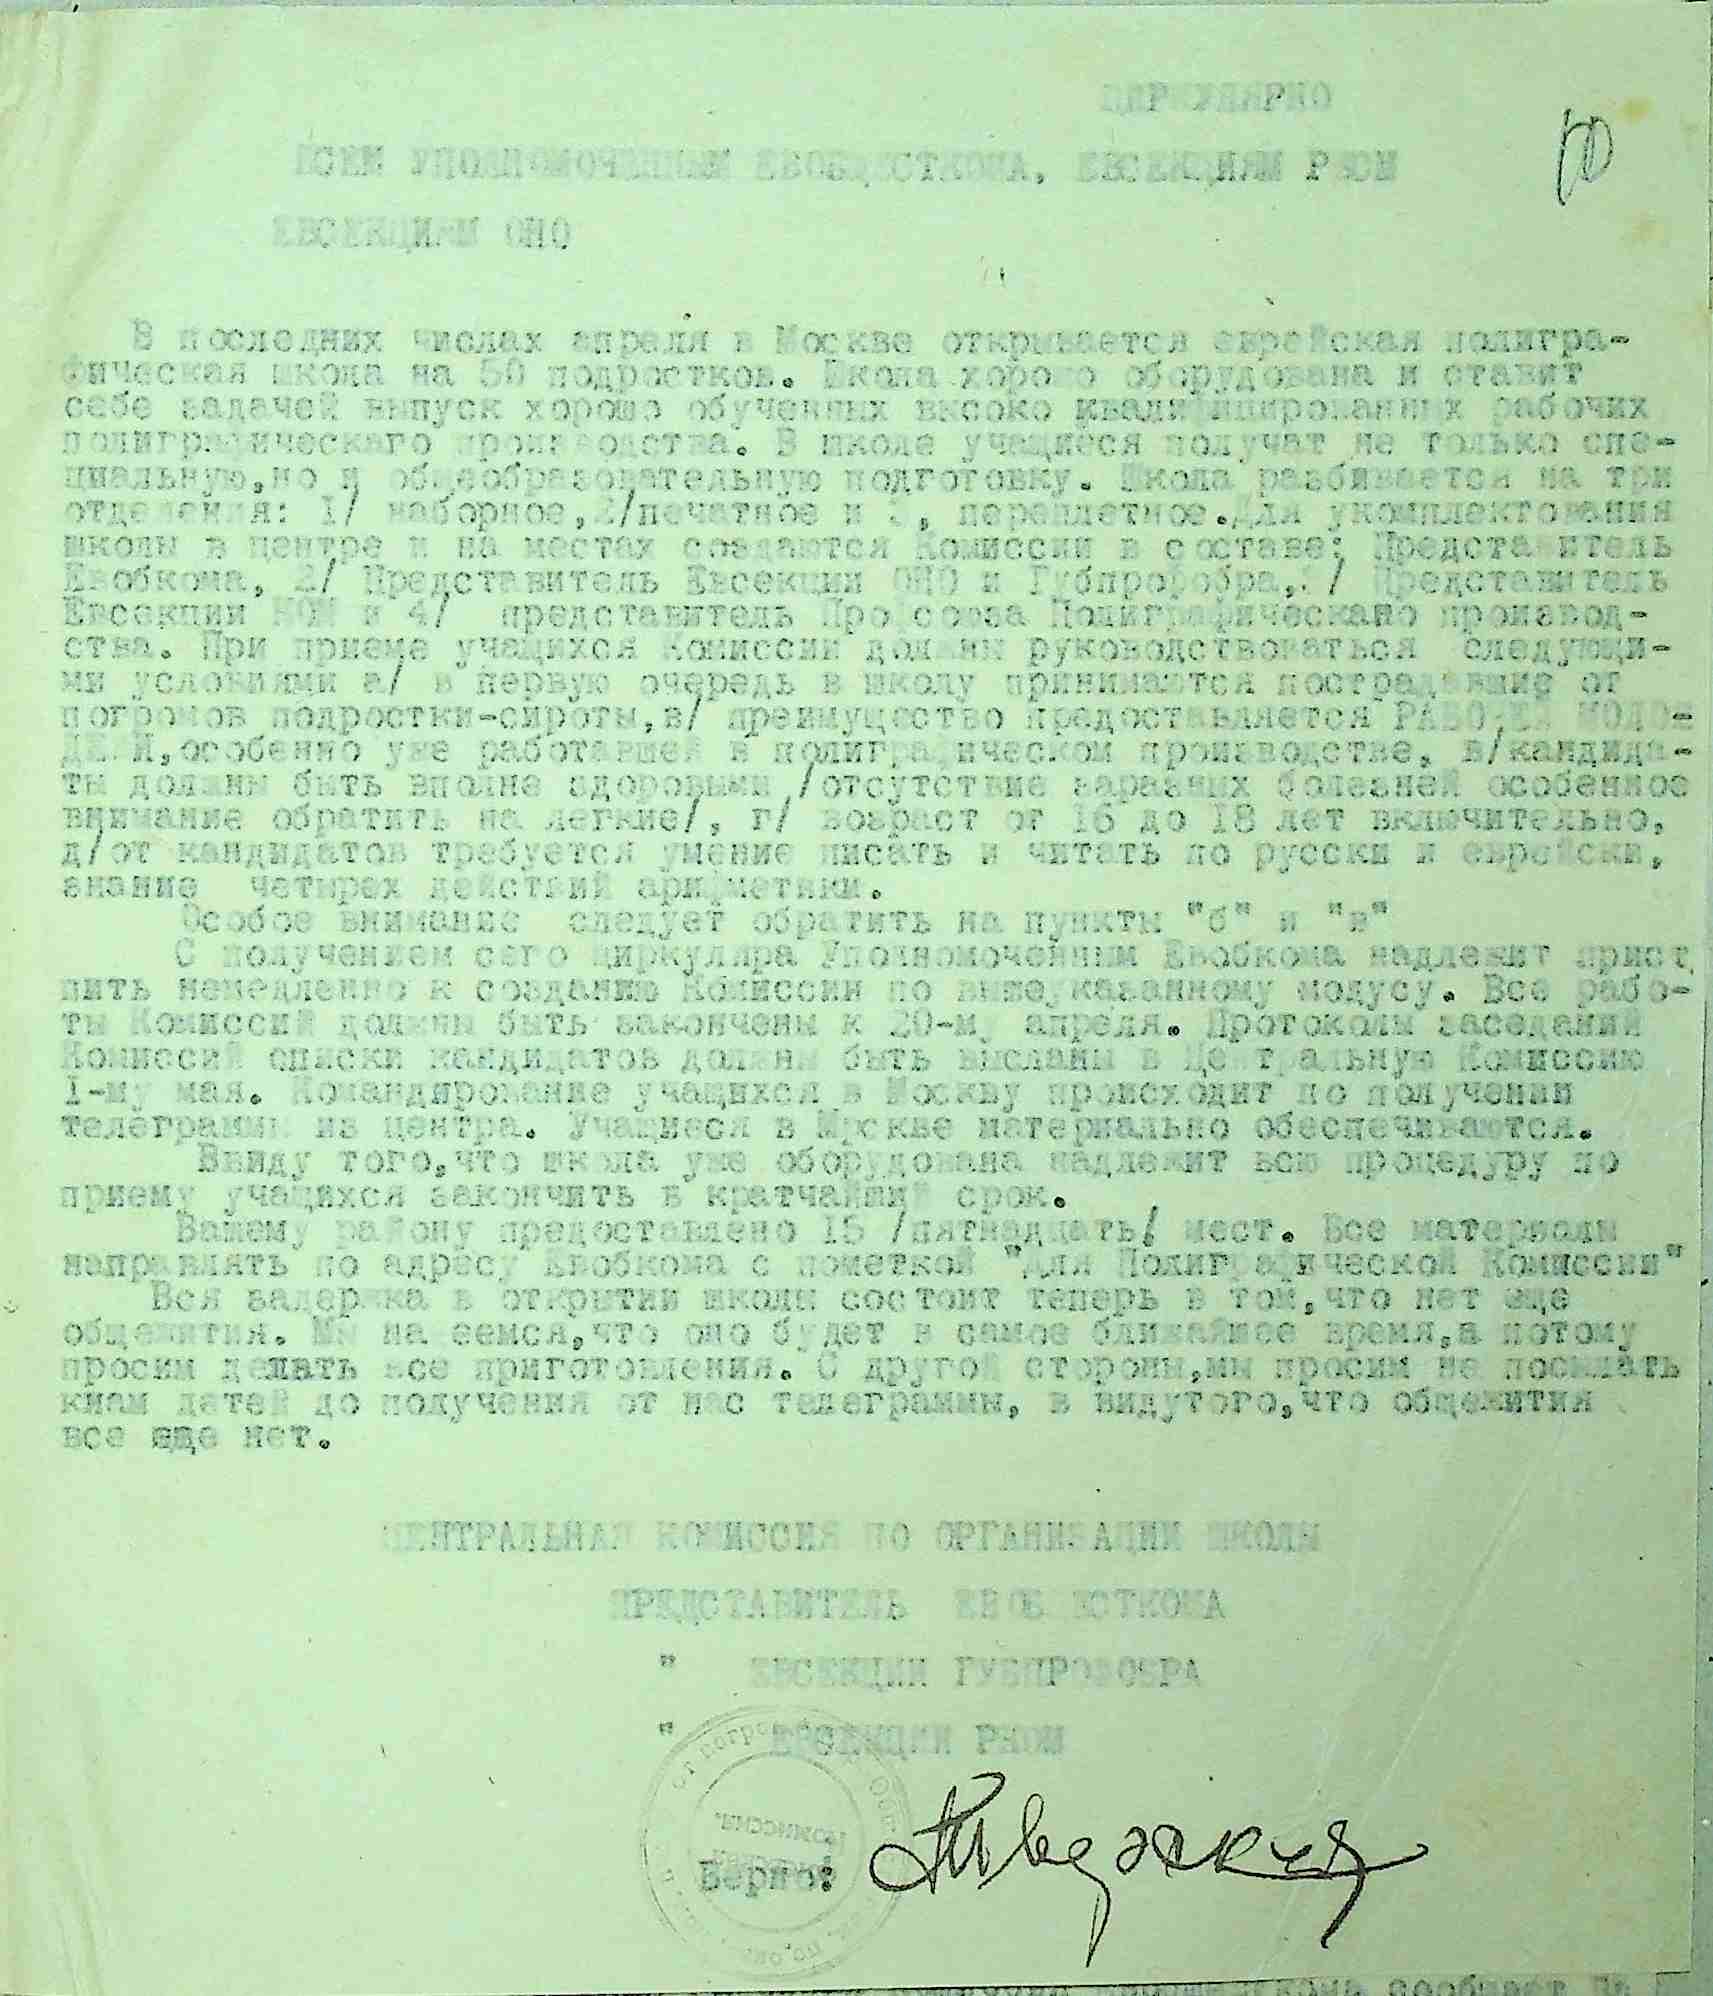 ЦИРКУЛЯРНО
ВСЕМ УПОЛНОМОЧЕННЫМ ЕВОБЩЕСТКОМА, ЕВСЕКЦИЯМ РКСМ
ЕВСЕКЦИЯМ ОНО
В последних числах апреля в Москве открывается еврейская полигра-
фическая школа на 50 подростков. Школа хорошо оборудована и ставит
себе задачей выпуск хорошо обученных высоко квалифицированных рабочих
полиграфическаго производства. В школе учащиеся получат не только спе-
циальную,но и общеобразовательную подготовку. Школа разбивается на три
отделения: 1/ наборное,2/печатное и , переплетное.Для укомплектования
школы в центре и на местах создаются Комиссии в составе: Представитель
Евобкома, 2/ Представитель Евсекции ОНО и Губпрофобра, / Представитель
Евсекции и 4/ представитель Профсоюза Полиграфическано производ-
ства. При приеме учащихся Комиссии должны руководствоваться следующи-
ми условиями а/ в первую очередь в школу принимаются пострадавшие от
погромов подростки-сироты,в/ преимущество предоставляется РАБОЧЕЙ МОЛО-
ДЕЖИ,особенно уже работавшей в полиграфическом производстве, в/кандида-
ты должны быть вполне здоровыми /отсутствие заразных болезней особенное
внимание обратить на легкие/, г/ возраст от 16 до 18 лет включительно,
д/от кандидатов требуется умение писать и читать по русски и еврейски,
знание четырех действий арифметики.
Особое внимание следует обратить на пункты "б" и "в"
С получением сего циркуляра Уполномоченным Евобкома надлежит прист
пить немедленно к созданию Комиссии по вышеуказанному модусу. Все рабо-
ты Комиссий должны быть закончены к 20-му апреля. Протоколы заседаний
Комиссий списки кандидатов должны быть высланы в Центральную Комиссию
1-му мая. Командирование учащихся в Москву происходит по получении
телеграммы из центра. Учащиеся в Мрскве материально обеспечиваются.
Ввиду того,что школа уже оборудована надлежит всю процедуру по
приему учащихся закончить в кратчайший срок.
Вашему району предоставлено 15 /пятнадцать/ мест. Все материалы
направлять по адресу Евобкома с пометкой "Для Полиграфической Комиссии"
Вся задержка в открытии школы состоит теперь в том,что нет еще
общежития. Мы на еемся,что оно будет в самое ближайшее время,а потому
просим делать все приготовления. С другой стороны,мы просим не посылать
кнам детей до получения от нас телеграммы, в видутого,что общежития
все еще нет.
ЦЕНТРАЛЬНАЯ КОМИССИЯ ПО ОРГАНИЗАЦИИ ШКОЛЫ
ПРЕДСТАВИТЕЛЬ ЕВОБЩЕСТКОМА
" ЕВСЕКЦИИ ГУБПРОФОБРА
" ЕВСЕКЦИИ РКСМ
Верно: